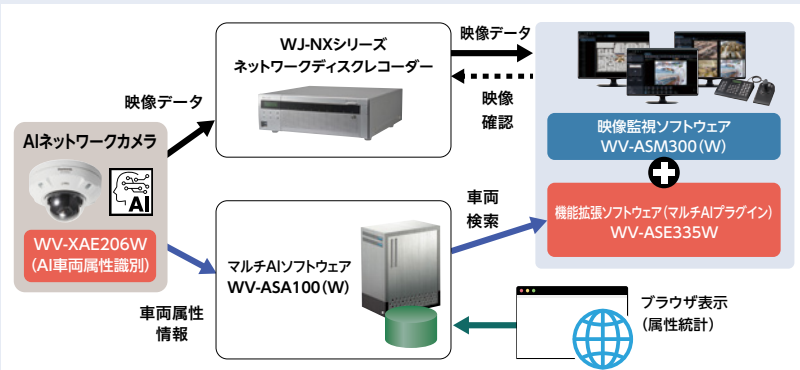 WJ-NXシリーズ
ネットワークディスクレコーダー
映像データ
映像
確認
映像データ
AIネットワークカメラ
AI
WV-XAE206W
(AI車両属性識別)
映像監視ソフトウェア
WV-ASM300(W)
機能拡張ソフトウェア(マルチAIプラグイン)
WV-ASE335W
車両
検索
マルチAIソフトウェア
WV-ASA100(W)
車両属性
情報
ブラウザ表示
(属性統計)